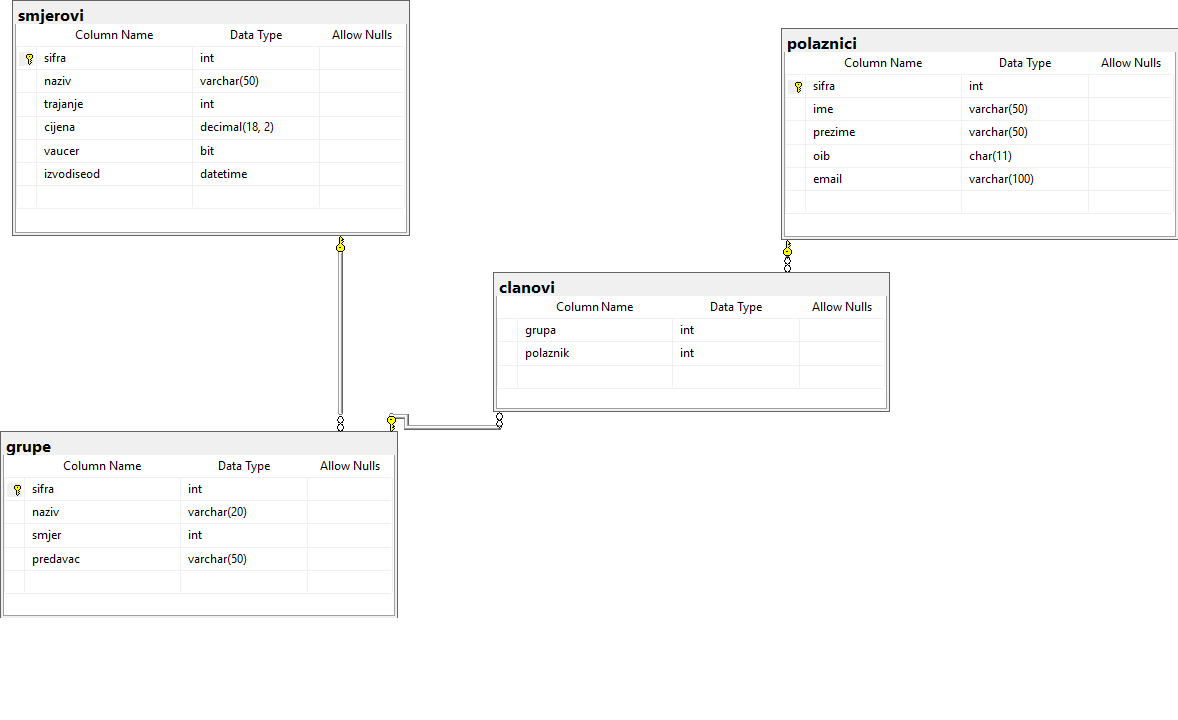 smjerovi
Column Name Data Type Allow Nulls
sifra int
naziv varchar(50)
trajanje int
cijena decimal(18, 2)
vaucer bit
izvodiseod datetime
polaznici
Column Name Data Type Allow Nulls
sifra int
ime varchar(50)
prezime varchar(50)
oib char(11)
email varchar(100)
clanovi
Column Name Data Type Allow Nulls
grupa int
polaznik int
grupe
Column Name Data Type Allow Nulls
sifra int
naziv varchar(20)
smjer int
predavac varchar(50)